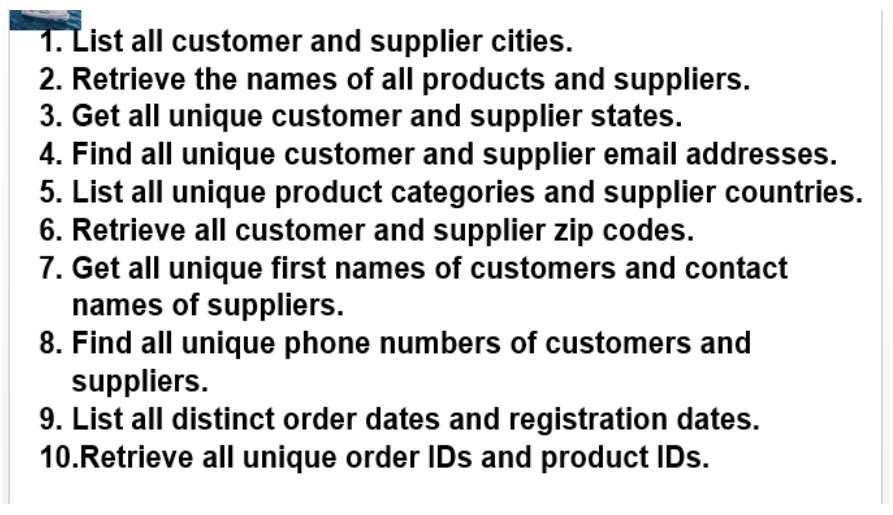 1. List all customer and supplier cities.
2. Retrieve the names of all products and suppliers.
3. Get all unique customer and supplier states.
4. Find all unique customer and supplier email addresses.
5. List all unique product categories and supplier countries.
6. Retrieve all customer and supplier zip codes.
7. Get all unique first names of customers and contact
names of suppliers.
8. Find all unique phone numbers of customers and
suppliers.
9. List all distinct order dates and registration dates.
10.Retrieve all unique order IDs and product IDs.